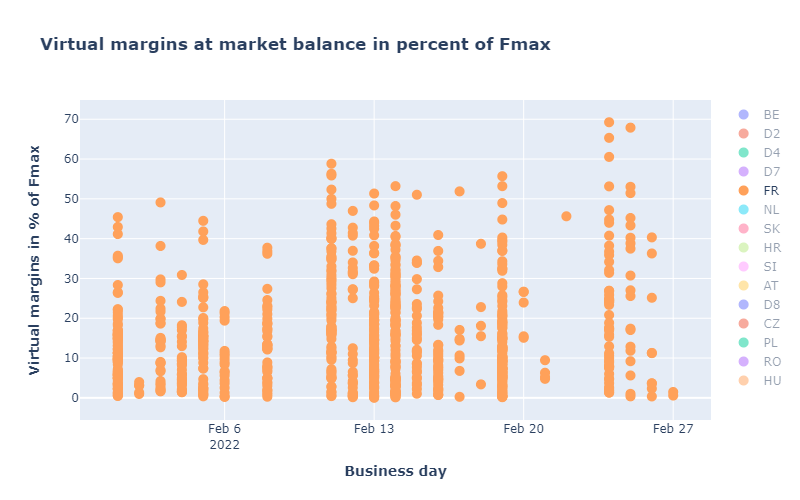 Virtual margins at market balance in percent of Fmax
Virtual margins in % of Fmax
70
60
50
40
30
20
10
0
Feb 6
2022
Feb 13
Feb 20
Feb 27
Business day
BE
D2
D4
D7
FR
NL
SK
HR
SI
AT
D8
CZ
PL
RO
HU